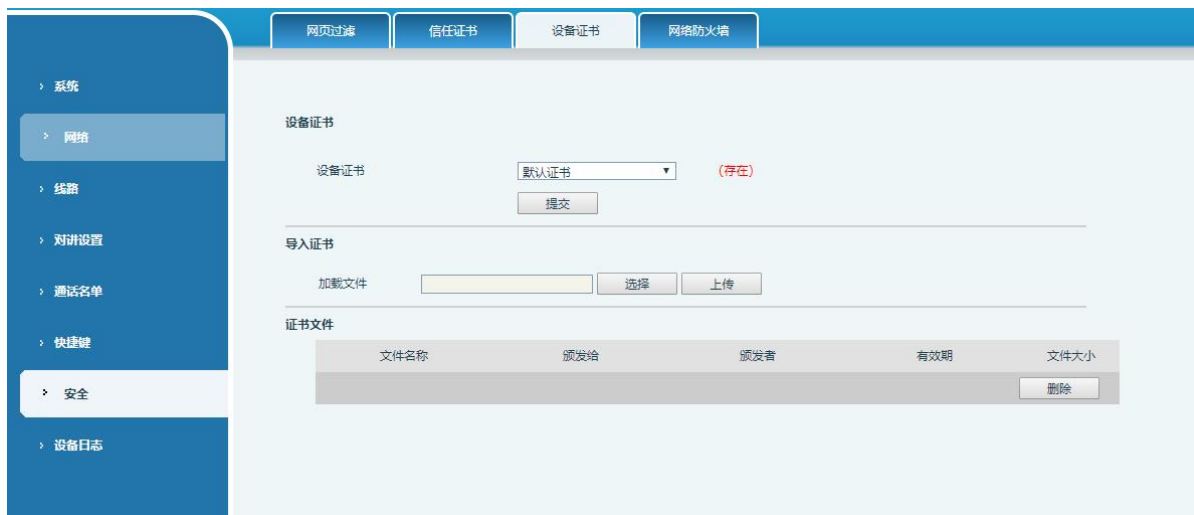 网页过滤 信任证书 设备证书 网络防火墙
系统
网络
线路
对讲设置
通话名单
快捷键
安全
设备日志
设备证书
设备证书 默认证书 (存在)
提交
导入证书
加载文件 选择 上传
证书文件
文件名称 颁发给 颁发者 有效期 文件大小
删除